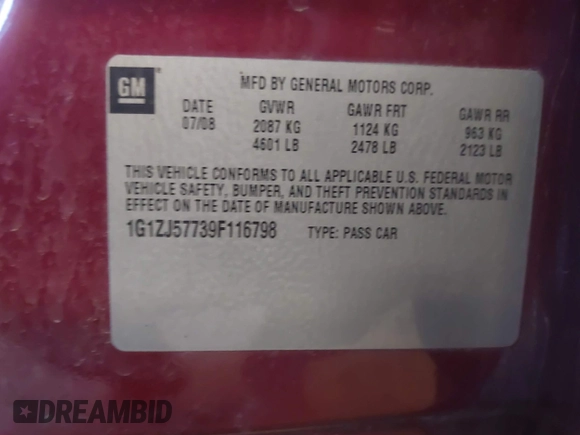 GM
MFD BY GENERAL MOTORS CORP.
DATE GVWR GAWR FRT GAWR RR
07/08 2087 KG 1124 KG 963 KG
4601 LB 2478 LB 2123 LB
THIS VEHICLE CONFORMS TO ALL APPLICABLE U.S. FEDERAL MOTOR
VEHICLE SAFETY, BUMPER, AND THEFT PREVENTION STANDARDS IN
EFFECT ON THE DATE OF MANUFACTURE SHOWN ABOVE.
1G1ZJ57739F116798 TYPE: PASS CAR
DREAMBID